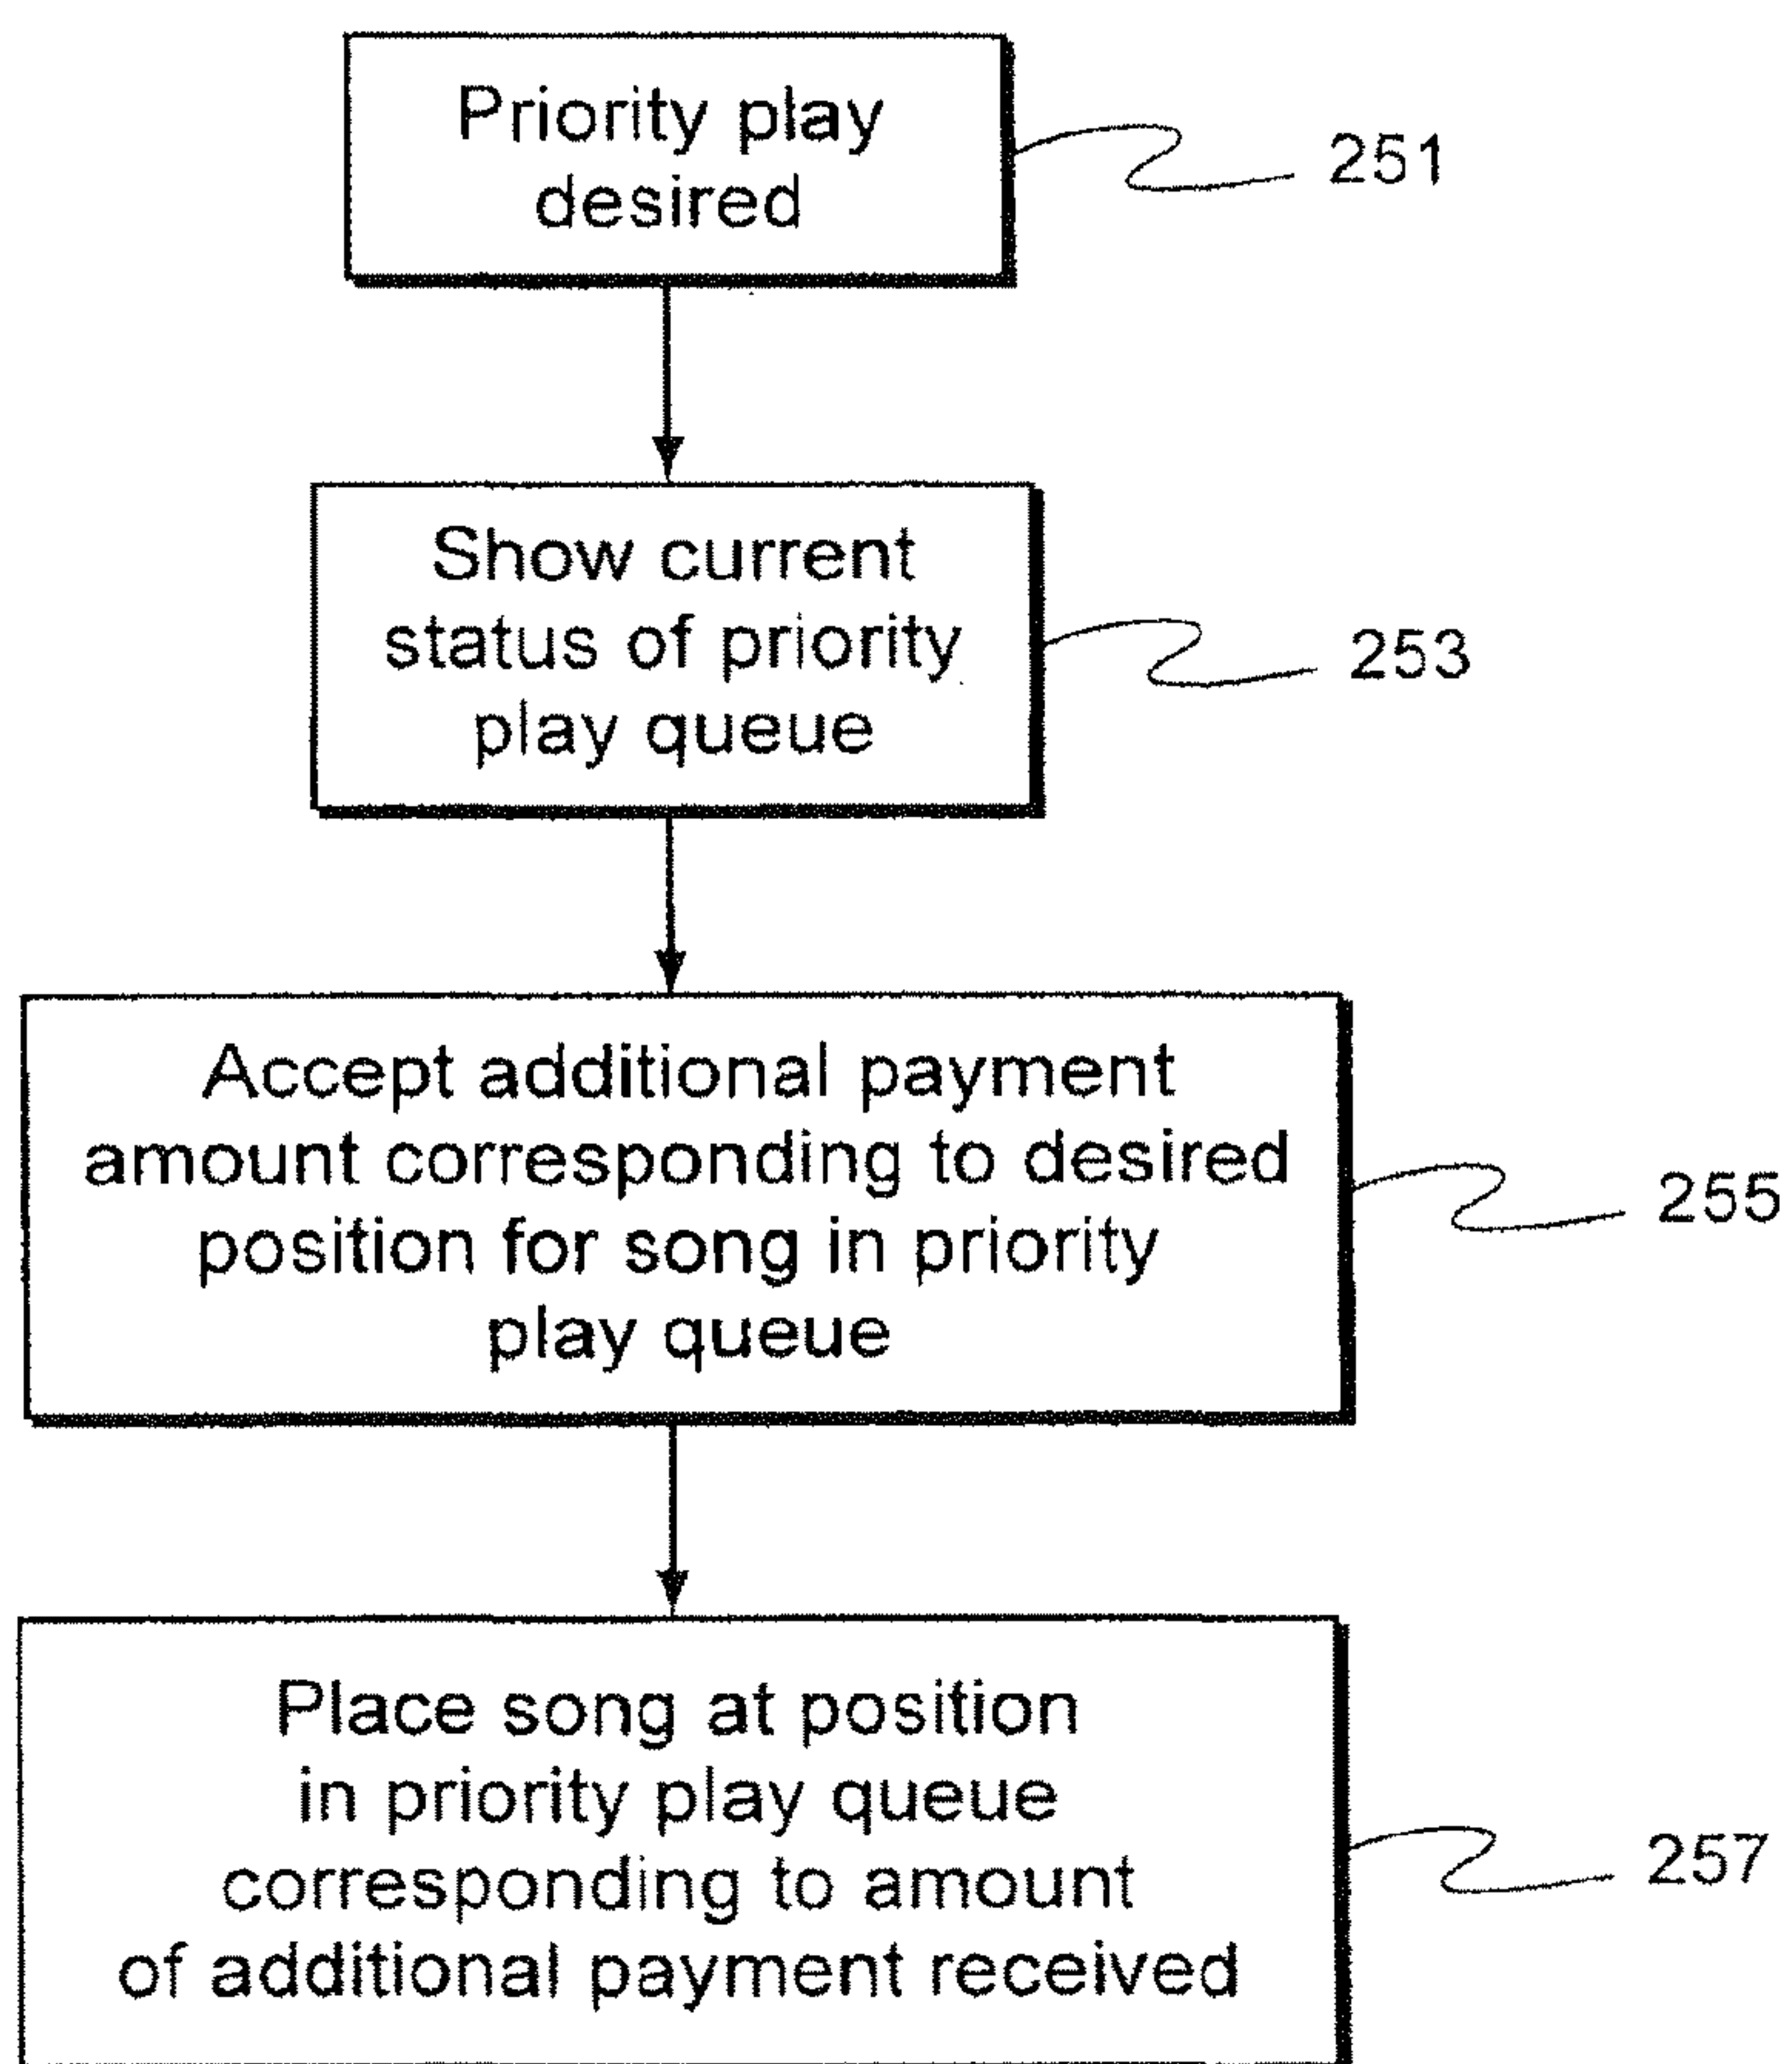 Priority play
desired
251
Show current
status of priority
play queue
253
Accept additional payment
amount corresponding to desired
position for song in priority
play queue
255
Place song at position
in priority play queue
corresponding to amount
of additional payment received
257